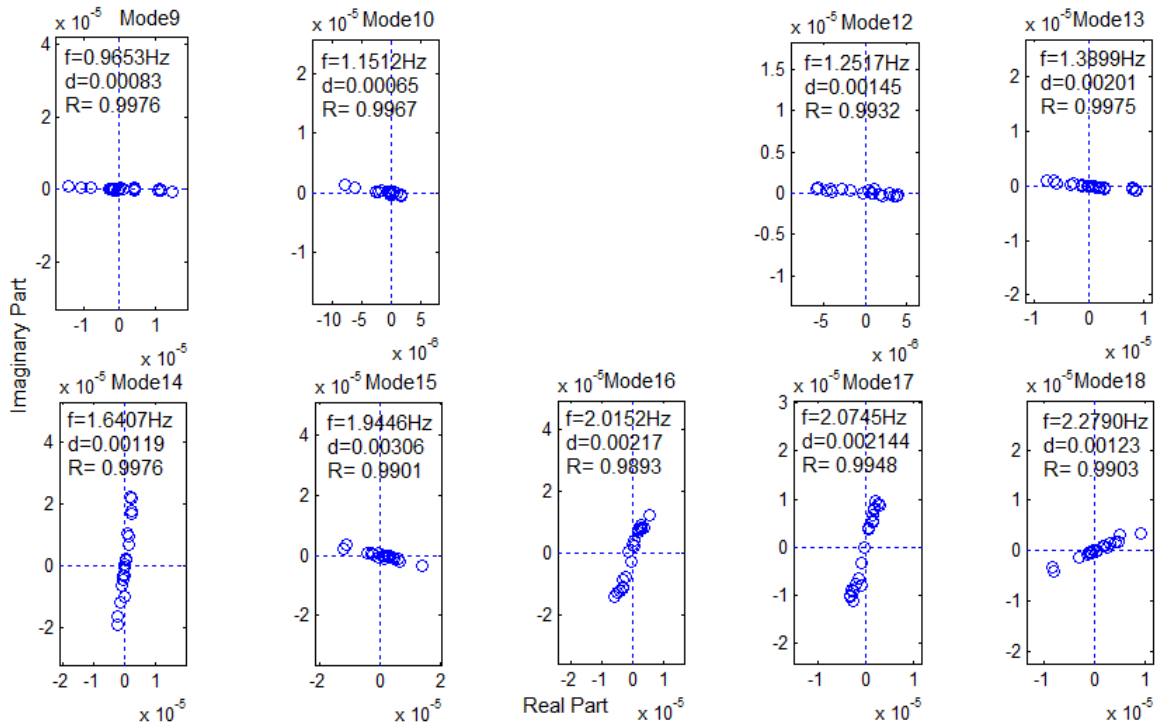 x 10⁻⁵ Mode9
f=0.9653Hz
d=0.00083
R= 0.9976
4
2
0
-2
-1 0 1
x 10⁻⁵
x 10⁻⁵ Mode10
f=1.1512Hz
d=0.00065
R= 0.9967
2
1
0
-1
-10 -5 0 5
x 10⁻⁶
x 10⁻⁵ Mode12
f=1.2517Hz
d=0.00145
R= 0.9932
1.5
1
0.5
0
-0.5
-1
-5 0 5
x 10⁻⁶
x 10⁻⁵ Mode13
f=1.3899Hz
d=0.00201
R= 0.9975
2
1
0
-1
-2
-1 0 1
x 10⁻⁵
Imaginary Part
x 10⁻⁵ Mode14
f=1.6407Hz
d=0.00119
R= 0.9976
4
2
0
-2
-2 -1 0 1
x 10⁻⁵
x 10⁻⁵ Mode15
f=1.9446Hz
d=0.00306
R= 0.9901
4
2
0
-2
-2 0 2
x 10⁻⁵
x 10⁻⁵ Mode16
f=2.0152Hz
d=0.00217
R= 0.9893
4
2
0
-2
-1 0 1
x 10⁻⁵
x 10⁻⁵ Mode17
f=2.0745Hz
d=0.002144
R= 0.9948
3
2
1
0
-1
-2
-1 0 1
x 10⁻⁵
x 10⁻⁵ Mode18
f=2.2790Hz
d=0.00123
R= 0.9903
2
1
0
-1
-2
-1 0 1
x 10⁻⁵
Real Part